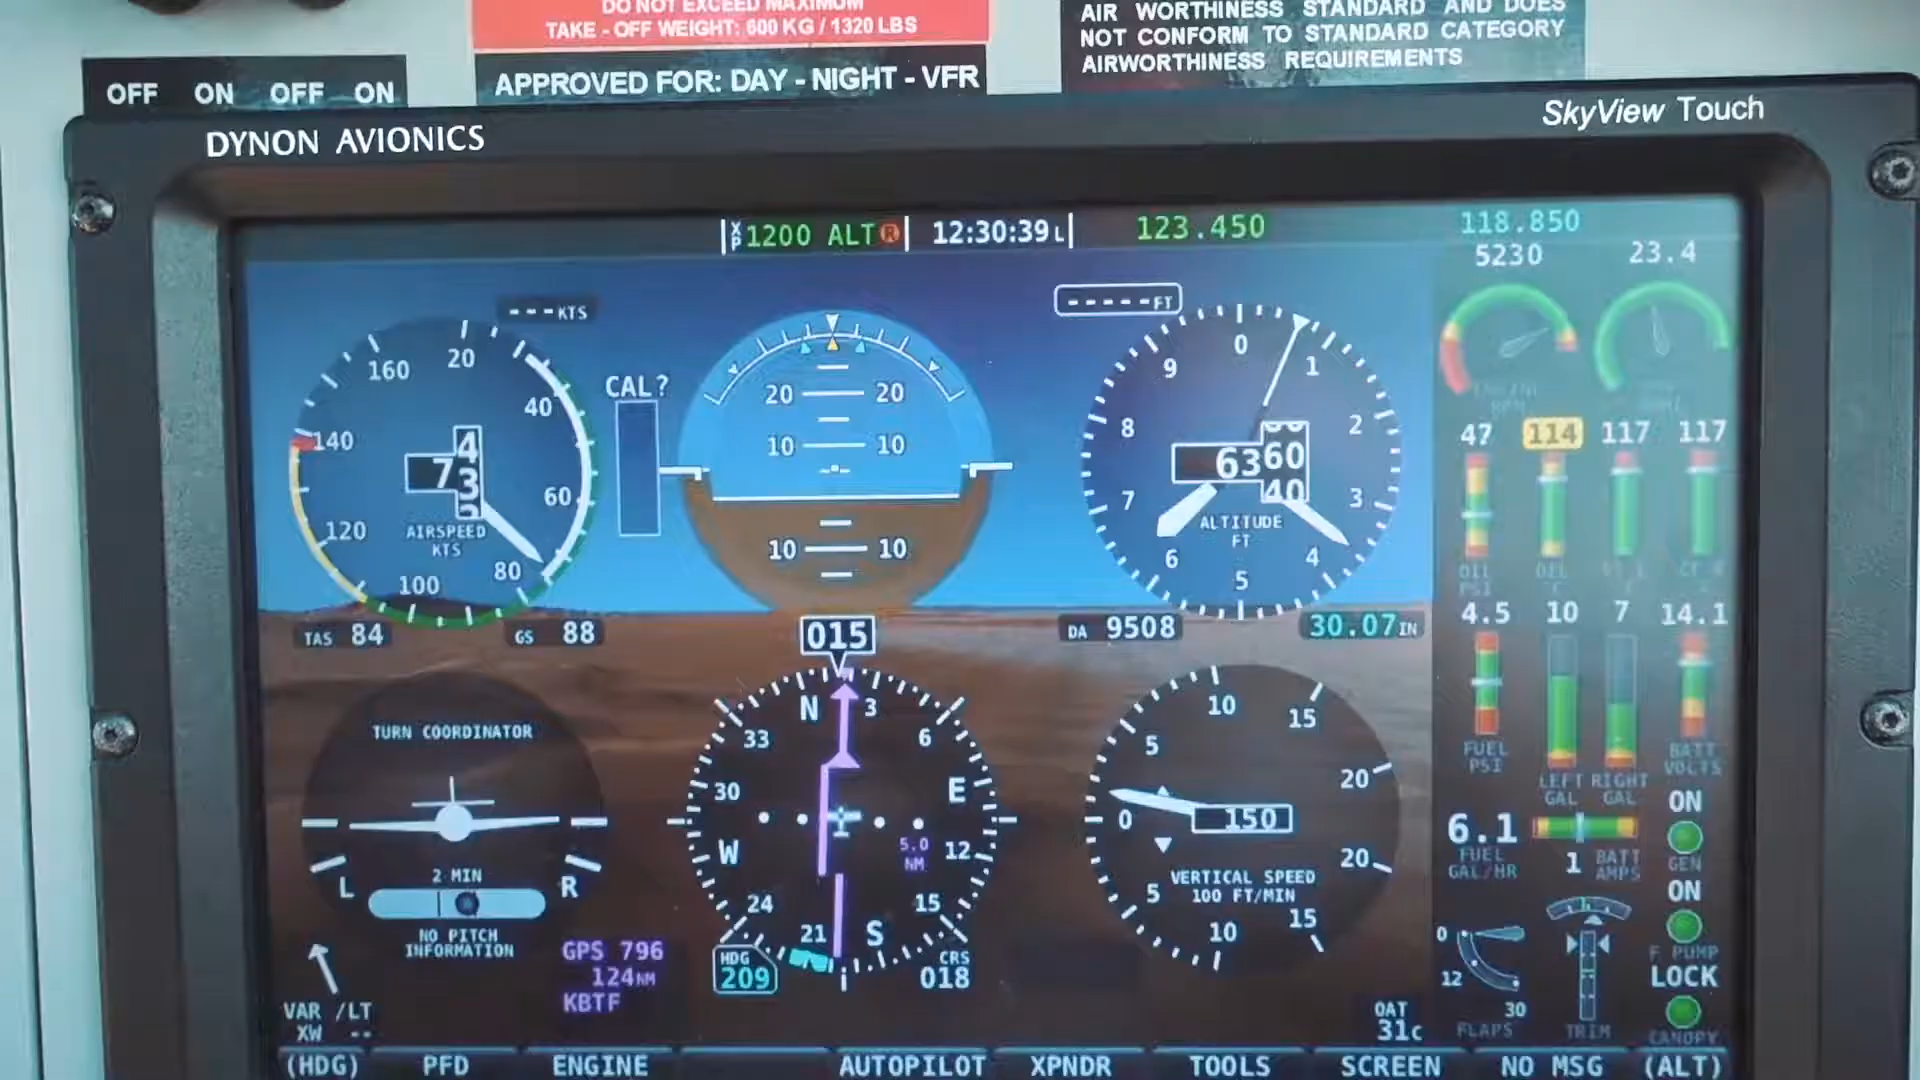 DO NOT EXCEED MAXIMUM
TAKE - OFF WEIGHT: 600 KG / 1320 LBS
AIR WORTHINESS STANDARD AND DOES
NOT CONFORM TO STANDARD CATEGORY
AIRWORTHINESS REQUIREMENTS
APPROVED FOR: DAY - NIGHT - VFR
OFF ON OFF ON
DYNON AVIONICS
SkyView Touch
XP 1200 ALT R
12:30:39L
123.450
118.850
5230 23.4
---KTS
-----FT
160 20 40 60 80 100 120 140
7 4 3
AIRSPEED
KTS
TAS 84
GS 88
CAL?
20 20
10 10
10 10
0 1 2 3 4 5 6 7 8 9
63 60 40
ALTITUDE
FT
DA 9508
30.07IN
47 114 117 117
OIL
PSI
4.5 10 7 14.1
FUEL
PSI
LEFT
GAL
RIGHT
GAL
BATT
VOLTS
6.1
FUEL
GAL/HR
1
BATT
AMPS
ON
GEN
ON
F PUMP
LOCK
CANOPY
0 12 30
FLAPS
TRIM
TURN COORDINATOR
2 MIN
L R
NO PITCH
INFORMATION
015
N 3 6 E 12 15 S 21 24 W 30 33
5.0
NM
HDG
209
CRS
018
GPS 796
124NM
KBTF
VAR /LT
XW --
5 10 15 20
0
150
VERTICAL SPEED
100 FT/MIN
5 10 15 20
OAT
31C
(HDG) PFD ENGINE AUTOPILOT XPNDR TOOLS SCREEN NO MSG (ALT)